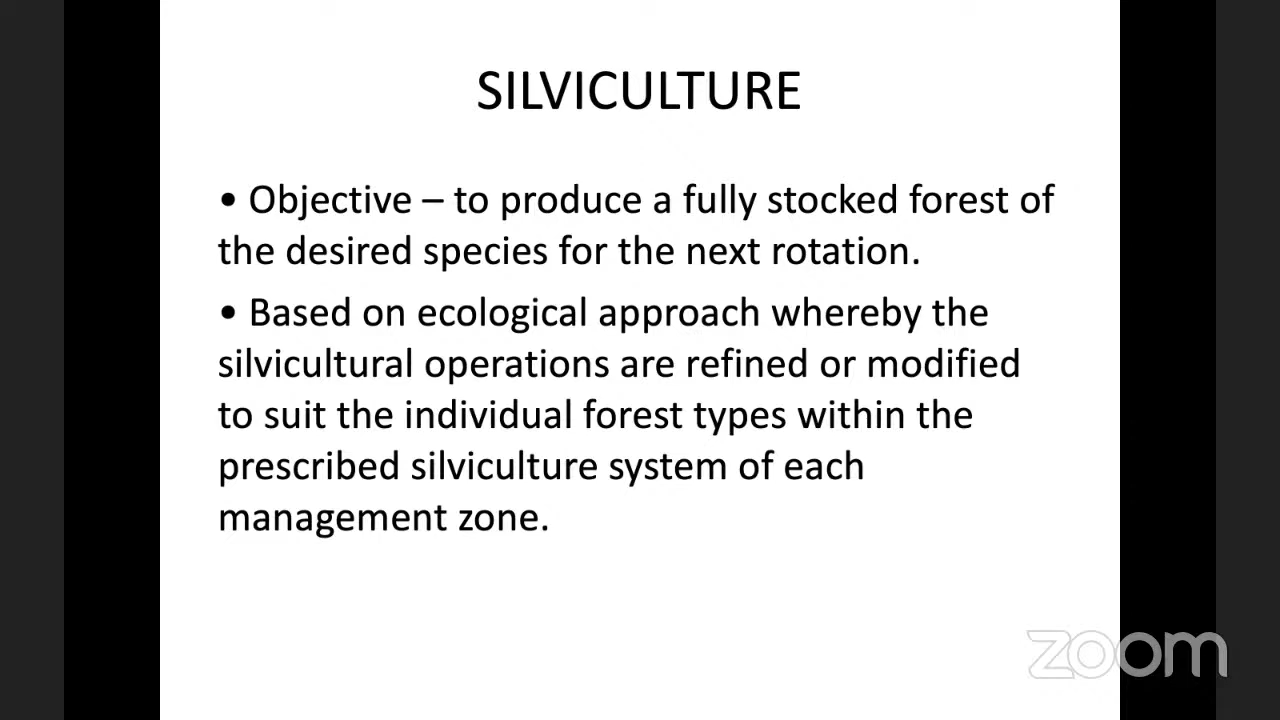 SILVICULTURE
• Objective – to produce a fully stocked forest of
the desired species for the next rotation.
• Based on ecological approach whereby the
silvicultural operations are refined or modified
to suit the individual forest types within the
prescribed silviculture system of each
management zone.
zoom